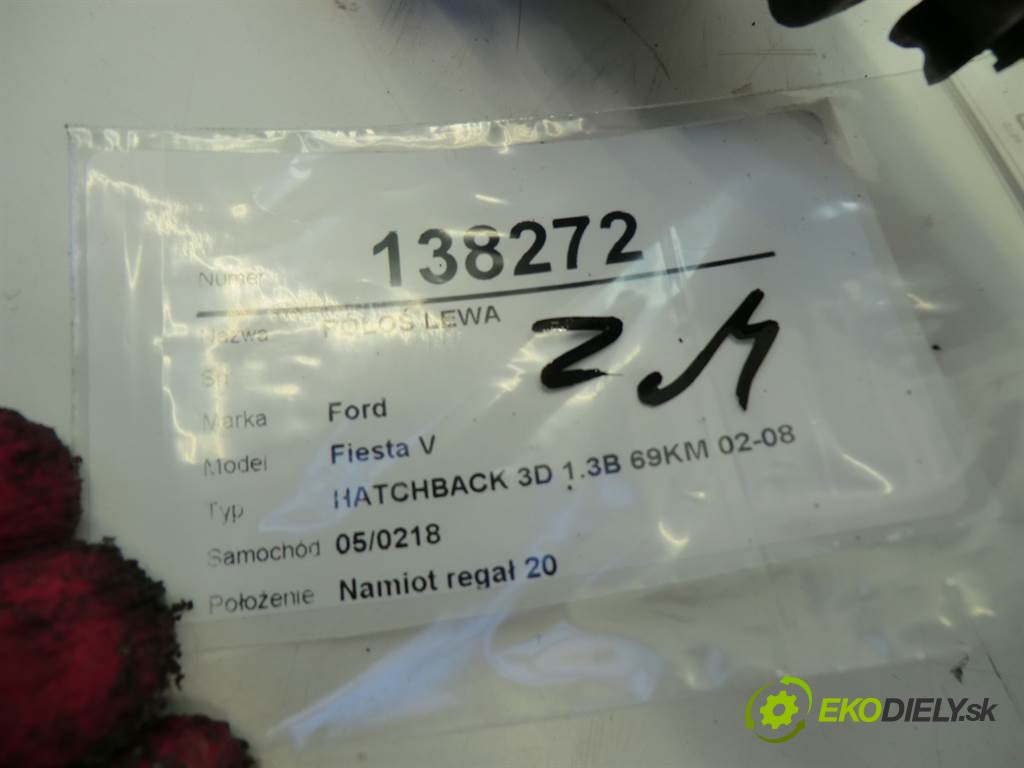 Numer 138272
Nazwa PÓŁOŚ LEWA
Marka Ford
Model Fiesta V
Typ HATCHBACK 3D 1.3B 69KM 02-08
Samochód 05/0218
Położenie Namiot regał 20
EKODIELY.sk